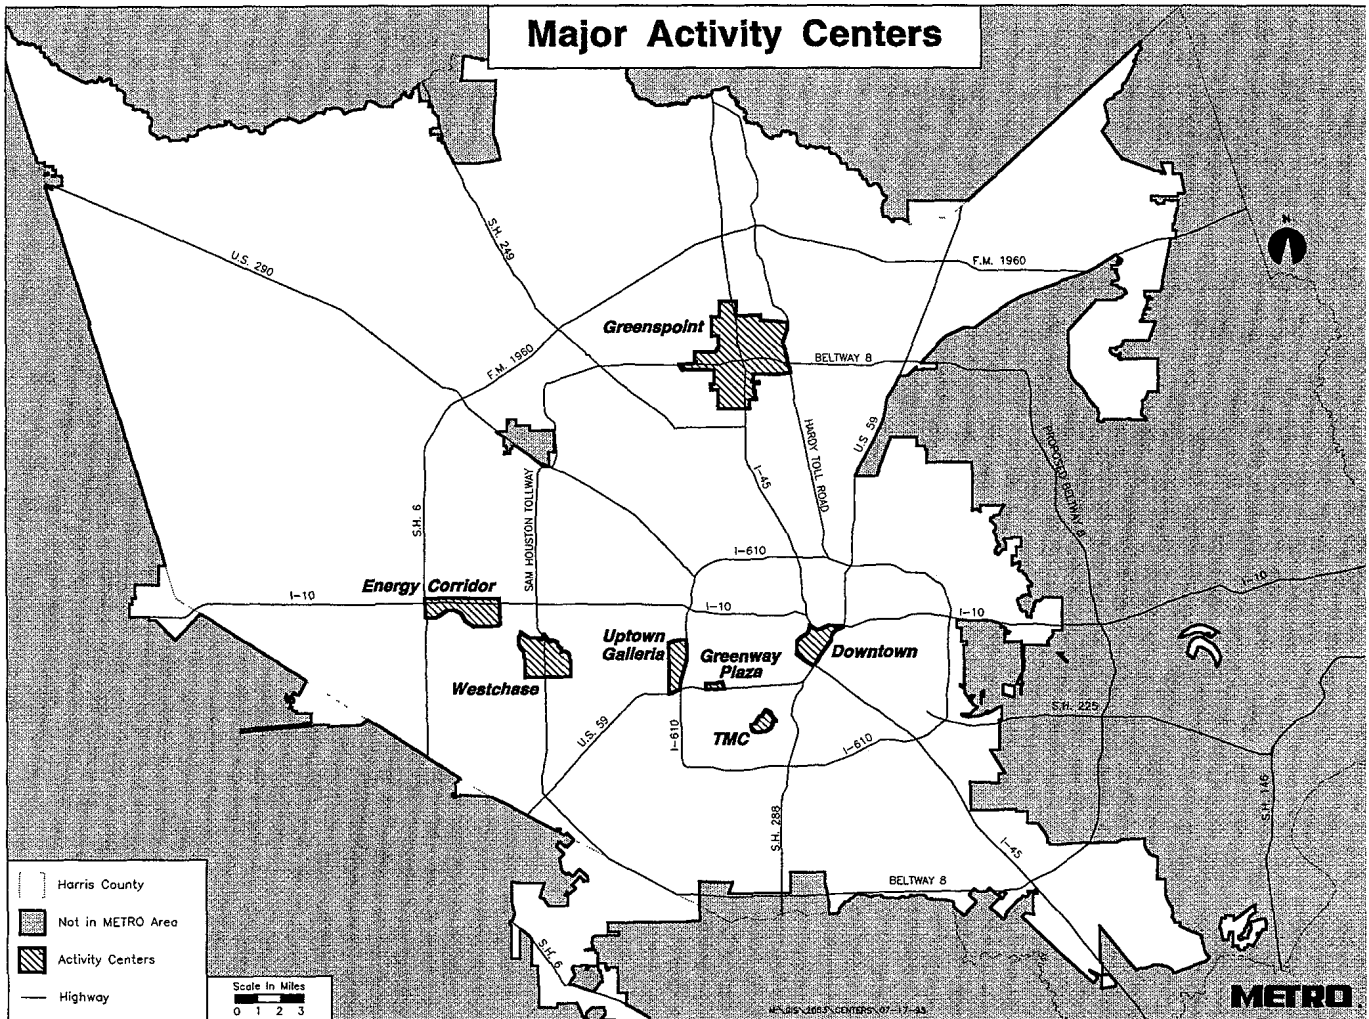 Major Activity Centers
N
U.S. 290
S.H. 249
F.M. 1960
Greenspoint
F.M. 1960
BELTWAY 8
U.S. 59
HARDY TOLL ROAD
I-45
PROPOSED BELTWAY 8
S.H. 6
SAM HOUSTON TOLLWAY
I-610
Energy Corridor
I-10
I-10
I-10
I-10
Uptown
Galleria
Greenway
Plaza
Downtown
Westchase
U.S. 59
I-610
TMC
I-610
S.H. 225
S.H. 288
S.H. 146
I-45
BELTWAY 8
S.H. 6
Harris County
Not in METRO Area
Activity Centers
Highway
Scale In Miles
0 1 2 3
METRO.